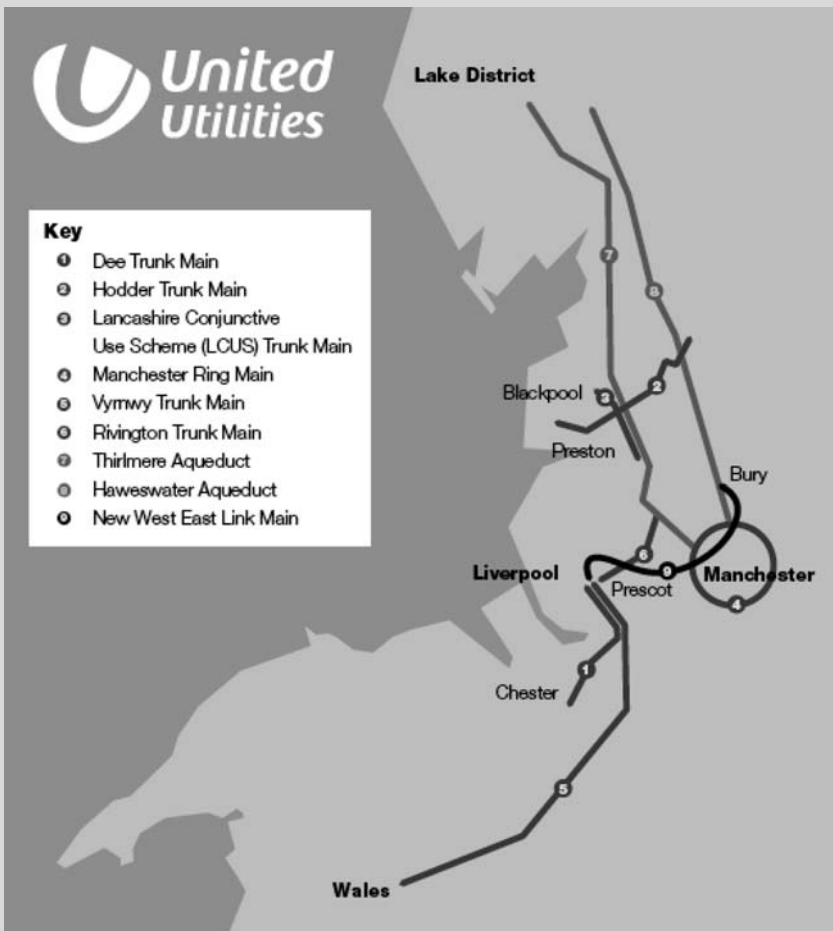 United
Utilities
Lake District
Key
1 Dee Trunk Main
2 Hodder Trunk Main
3 Lancashire Conjunctive
Use Scheme (LCUS) Trunk Main
4 Manchester Ring Main
5 Vyrnwy Trunk Main
6 Rivington Trunk Main
7 Thirlmere Aqueduct
8 Haweswater Aqueduct
9 New West East Link Main
7
8
Blackpool
3
2
Preston
Bury
6
Liverpool
9
Manchester
Prescot
4
1
Chester
5
Wales